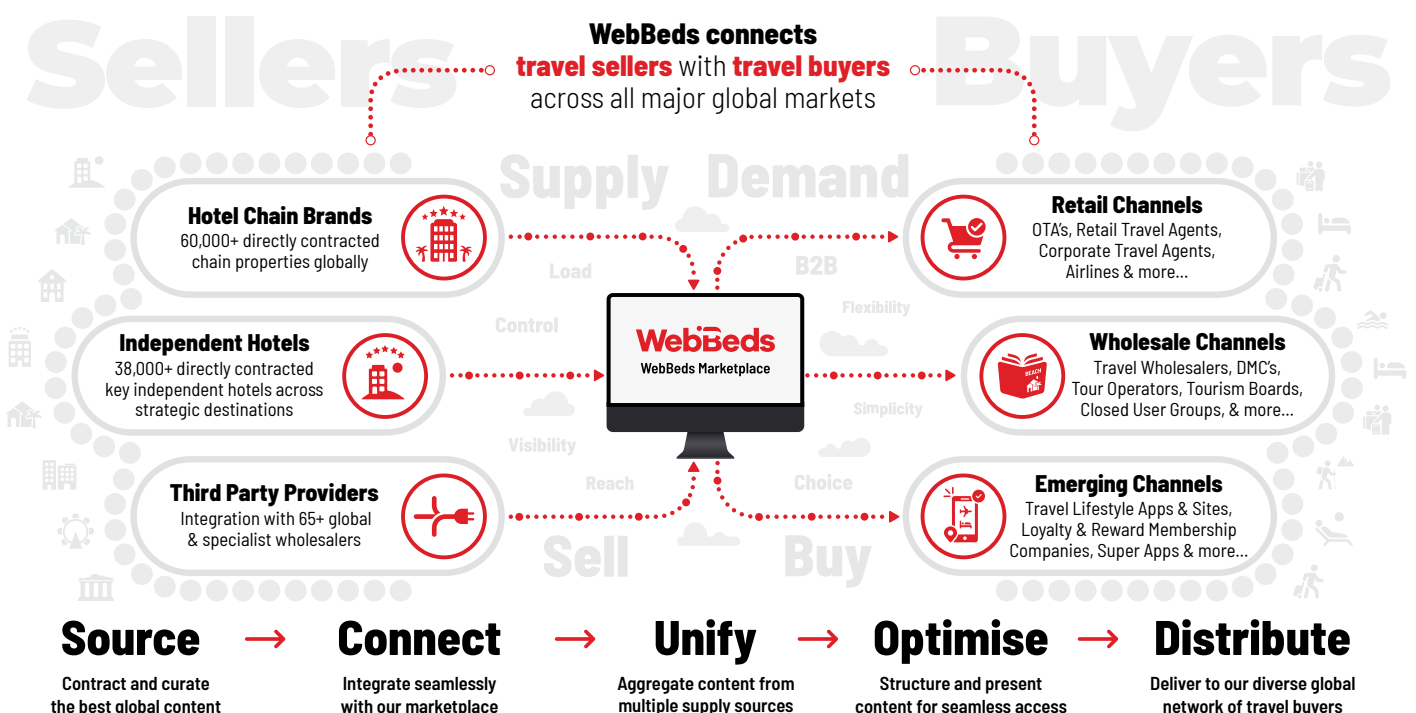 Sellers
Buyers
WebBeds connects
travel sellers with travel buyers
across all major global markets
Supply
Demand
Hotel Chain Brands
60,000+ directly contracted
chain properties globally
Independent Hotels
38,000+ directly contracted
key independent hotels across
strategic destinations
Third Party Providers
Integration with 65+ global
& specialist wholesalers
Load
Control
Visibility
Reach
Sell
WebBeds
WebBeds Marketplace
B2B
Flexibility
Simplicity
Choice
Buy
Retail Channels
OTA's, Retail Travel Agents,
Corporate Travel Agents,
Airlines & more...
BEACH
Wholesale Channels
Travel Wholesalers, DMC's,
Tour Operators, Tourism Boards,
Closed User Groups, & more...
Emerging Channels
Travel Lifestyle Apps & Sites,
Loyalty & Reward Membership
Companies, Super Apps & more...
Source
Contract and curate
the best global content
Connect
Integrate seamlessly
with our marketplace
Unify
Aggregate content from
multiple supply sources
Optimise
Structure and present
content for seamless access
Distribute
Deliver to our diverse global
network of travel buyers